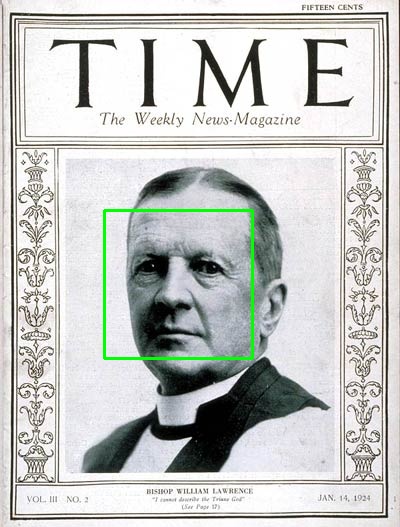 FIFTEEN CENTS
TIME
The Weekly News-Magazine
BISHOP WILLIAM LAWRENCE
"I cannot describe the Triune God"
(See Page 17)
VOL. III NO. 2
JAN. 14, 1924